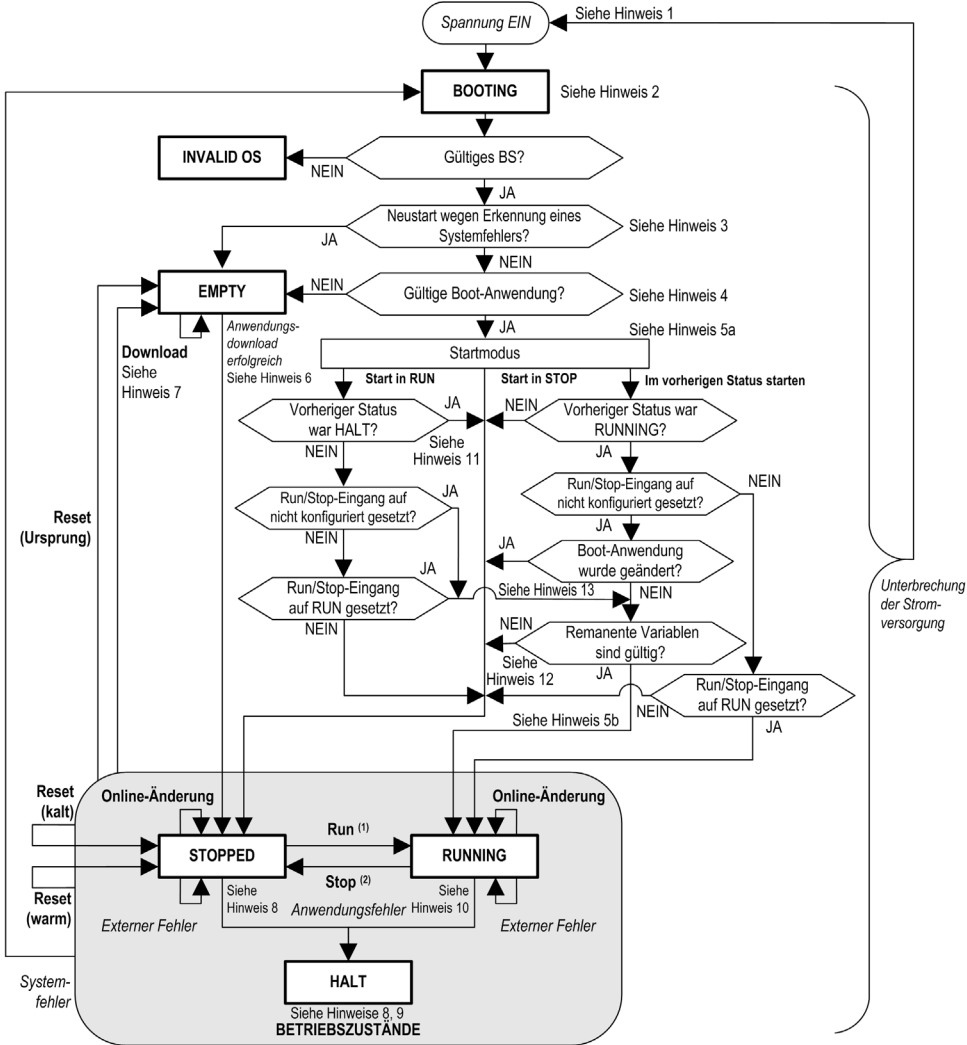 Spannung EIN
Siehe Hinweis 1
BOOTING
Siehe Hinweis 2
INVALID OS
NEIN
Gültiges BS?
JA
Neustart wegen Erkennung eines
Systemfehlers?
Siehe Hinweis 3
JA
NEIN
EMPTY
NEIN
Gültige Boot-Anwendung?
Siehe Hinweis 4
JA
Siehe Hinweis 5a
Download
Siehe
Hinweis 7
Anwendungs-
download
erfolgreich
Siehe Hinweis 6
Startmodus
Start in RUN
Start in STOP
Im vorherigen Status starten
Vorheriger Status
war HALT?
JA
Siehe
Hinweis 11
NEIN
NEIN
Vorheriger Status war
RUNNING?
JA
Run/Stop-Eingang auf
nicht konfiguriert gesetzt?
JA
NEIN
Run/Stop-Eingang auf
nicht konfiguriert gesetzt?
NEIN
JA
Reset
(Ursprung)
JA
Boot-Anwendung
wurde geändert?
NEIN
Run/Stop-Eingang
auf RUN gesetzt?
JA
Siehe Hinweis 13
NEIN
NEIN
Remanente Variablen
sind gültig?
Siehe
Hinweis 12
JA
Unterbrechung
der Strom-
versorgung
Run/Stop-Eingang
auf RUN gesetzt?
NEIN
JA
Siehe Hinweis 5b
Reset
(kalt)
Online-Änderung
Online-Änderung
Run (1)
STOPPED
RUNNING
Stop (2)
Reset
(warm)
Siehe
Hinweis 8
Anwendungsfehler
Siehe
Hinweis 10
Externer Fehler
Externer Fehler
System-
fehler
HALT
Siehe Hinweise 8, 9
BETRIEBSZUSTÄNDE